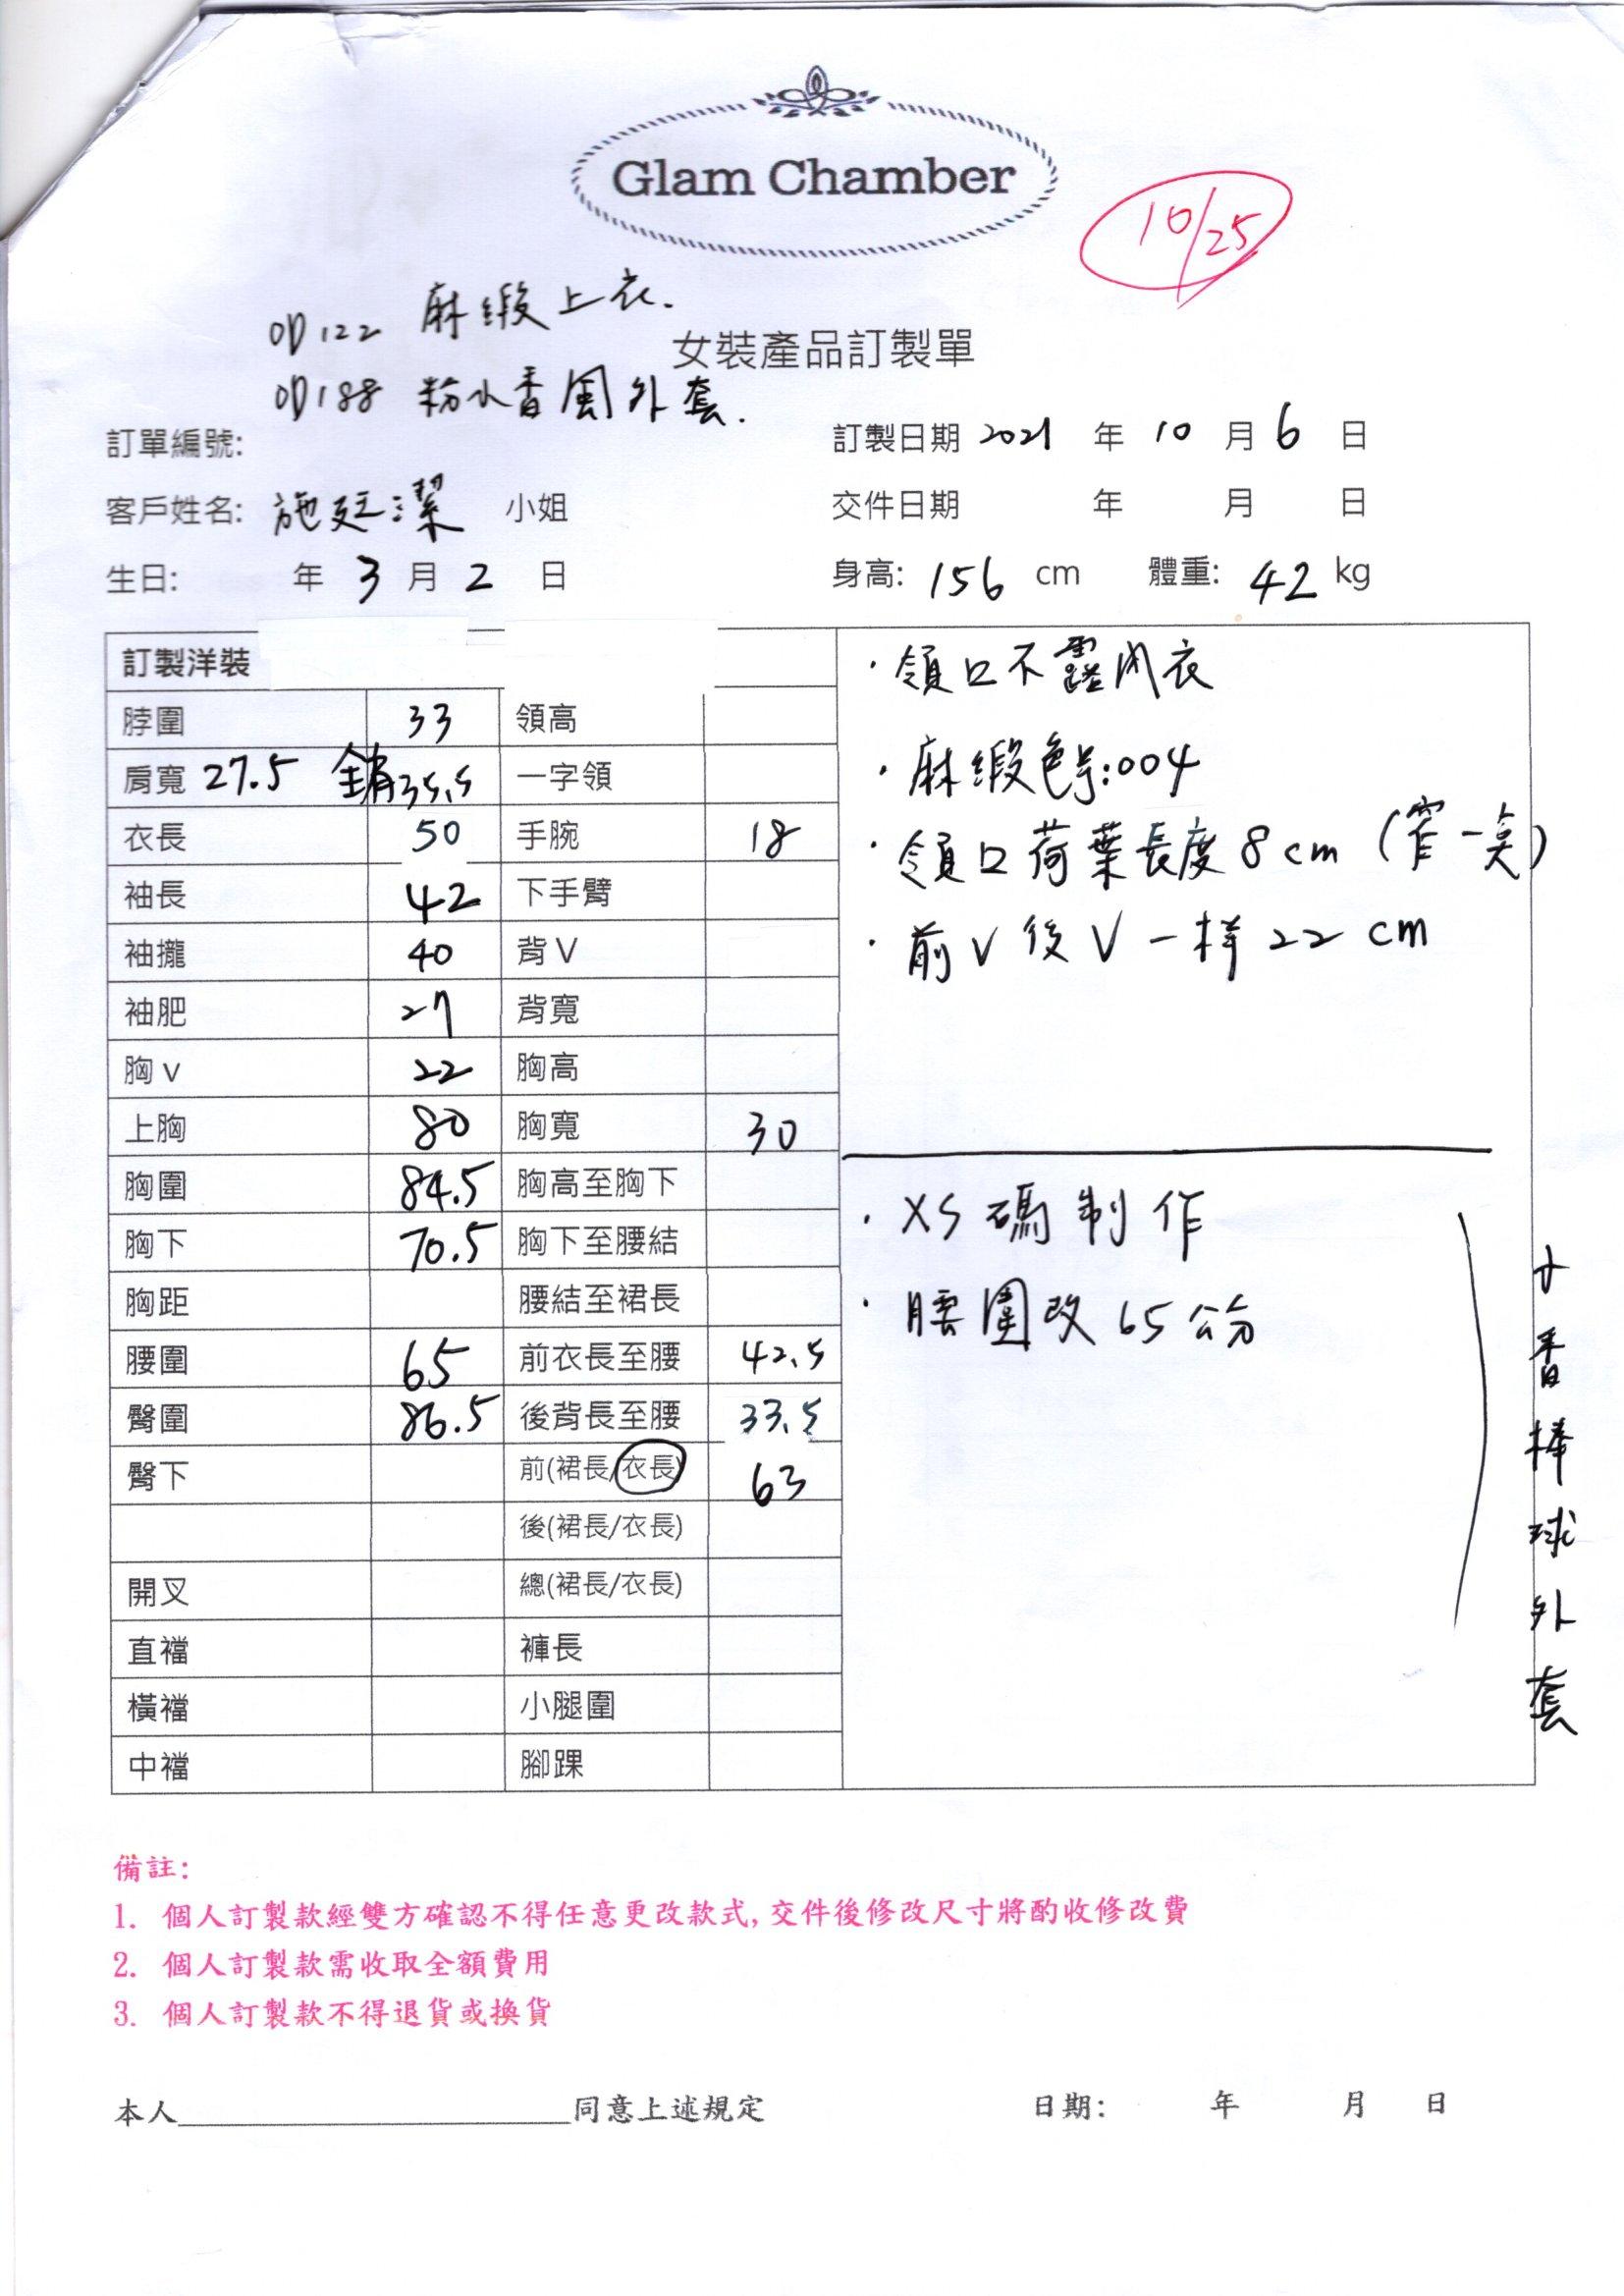 Glam Chamber
10/25
OD122 麻緞上衣.
女裝產品訂製單
OD188 粉小香風外套.
訂單編號:
訂製日期 2021 年 10 月 6 日
客戶姓名: 施廷潔 小姐
交件日期 年 月 日
生日: 年 3 月 2 日
身高: 156 cm 體重: 42 kg
訂製洋裝
脖圍 33 領高
肩寬 27.5 全肩35.5 一字領
衣長 50 手腕 18
袖長 42 下手臂
袖攏 40 背V
袖肥 27 背寬
胸v 22 胸高
上胸 80 胸寬 30
胸圍 84.5 胸高至胸下
胸下 70.5 胸下至腰結
胸距 腰結至裙長
腰圍 65 前衣長至腰 42.5
臀圍 86.5 後背長至腰 33.5
臀下 前(裙長/衣長) 63
後(裙長/衣長)
開叉 總(裙長/衣長)
直襠 褲長
橫襠 小腿圍
中襠 腳踝
·領口不露內衣
·麻緞色号:004
·領口荷葉長度8cm(窄一点)
·前V後V一样22cm
·XS碼制作
·腰圍改65公分
小香棒球外套
備註:
1. 個人訂製款經雙方確認不得任意更改款式,交件後修改尺寸將酌收修改費
2. 個人訂製款需收取全額費用
3. 個人訂製款不得退貨或換貨
本人____________同意上述規定
日期: 年 月 日